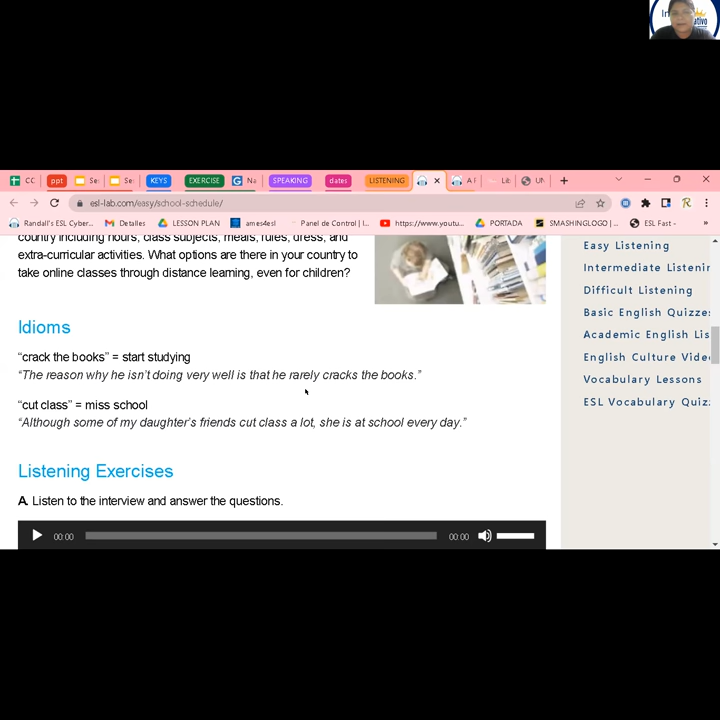 CC
ppt
Se
Se
KEYS
EXERCISE
Na
SPEAKING
dates
LISTENING
A l
Lit
UN
esl-lab.com/easy/school-schedule/
Randall's ESL Cyber...
Detalles
LESSON PLAN
ames4esl
Panel de Control | I...
https://www.youtu...
PORTADA
SMASHINGLOGO |...
ESL Fast -
»
country including hours, class subjects, meals, rules, dress, and
extra-curricular activities. What options are there in your country to
take online classes through distance learning, even for children?
Idioms
“crack the books” = start studying
“The reason why he isn’t doing very well is that he rarely cracks the books.”
“cut class” = miss school
“Although some of my daughter’s friends cut class a lot, she is at school every day.”
Listening Exercises
A. Listen to the interview and answer the questions.
00:00
00:00
Easy Listening
Intermediate Listenin
Difficult Listening
Basic English Quizzes
Academic English Lis
English Culture Vide
Vocabulary Lessons
ESL Vocabulary Quiz